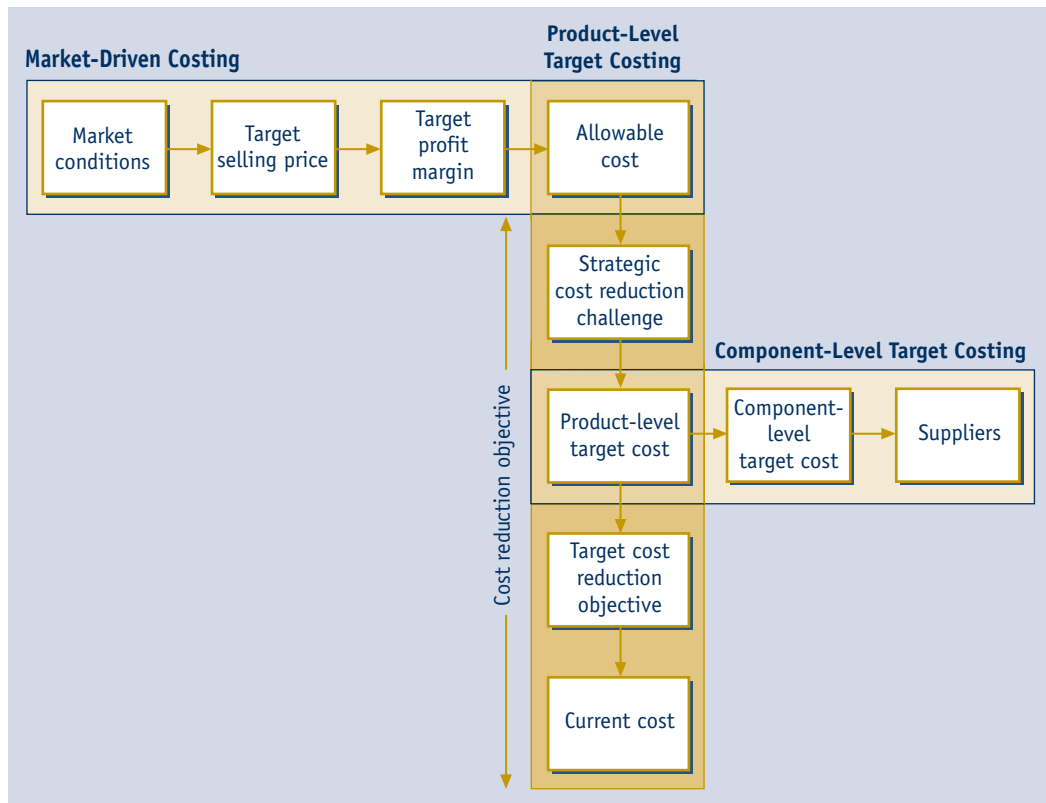 Product-Level
Target Costing
Market-Driven Costing
Market
conditions
Target
selling price
Target
profit
margin
Allowable
cost
Strategic
cost reduction
challenge
Component-Level Target Costing
Product-level
target cost
Component-
level
target cost
Suppliers
Cost reduction objective
Target cost
reduction
objective
Current cost